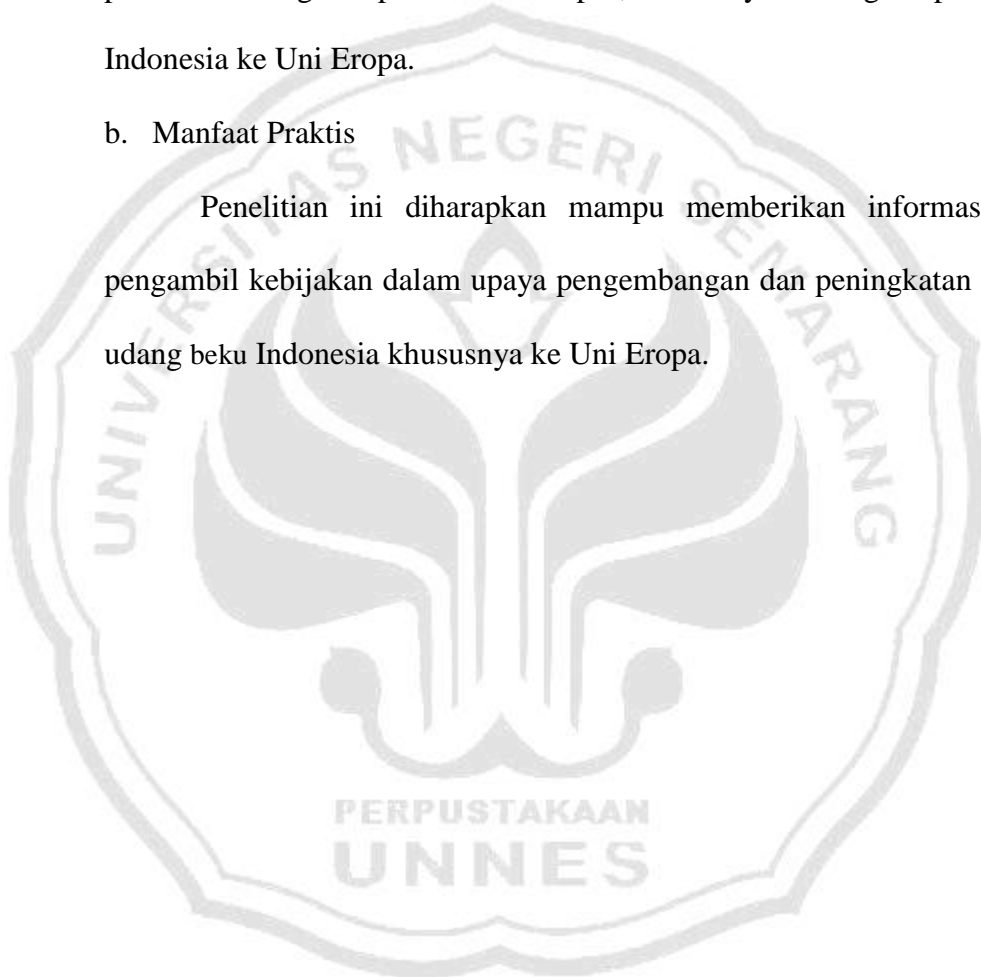 Indonesia ke Uni Eropa.
b. Manfaat Praktis
Penelitian ini diharapkan mampu memberikan informas
pengambil kebijakan dalam upaya pengembangan dan peningkatan
udang beku Indonesia khususnya ke Uni Eropa.
UNIVERSITAS NEGERI SEMARANG
PERPUSTAKAAN
UNNES